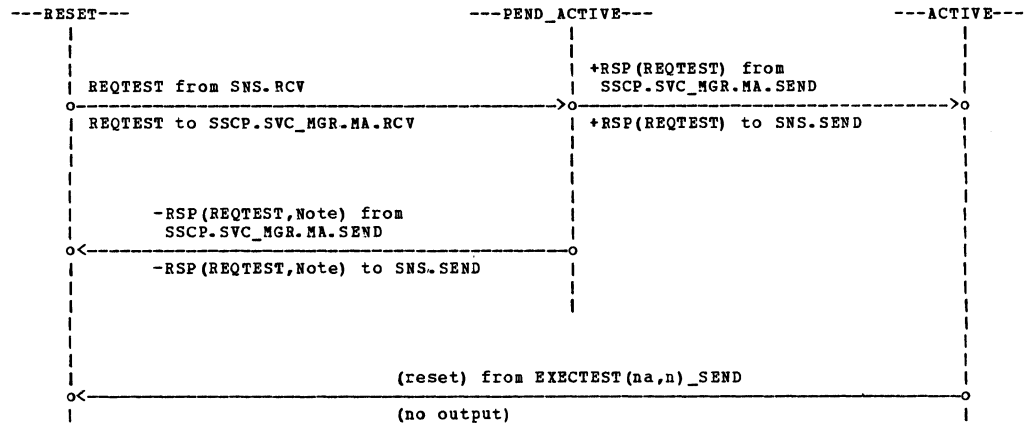 ---RESET--- ---PEND_ACTIVE--- ---ACTIVE---
+RSP(REQTEST) from
REQTEST from SNS.RCV SSCP.SVC_MGR.MA.SEND
REQTEST to SSCP.SVC_MGR.MA.RCV +RSP(REQTEST) to SNS.SEND
-RSP(REQTEST,Note) from
SSCP.SVC_MGR.MA.SEND
-RSP(REQTEST,Note) to SNS.SEND
(reset) from EXECTEST(na,n)_SEND
(no output)